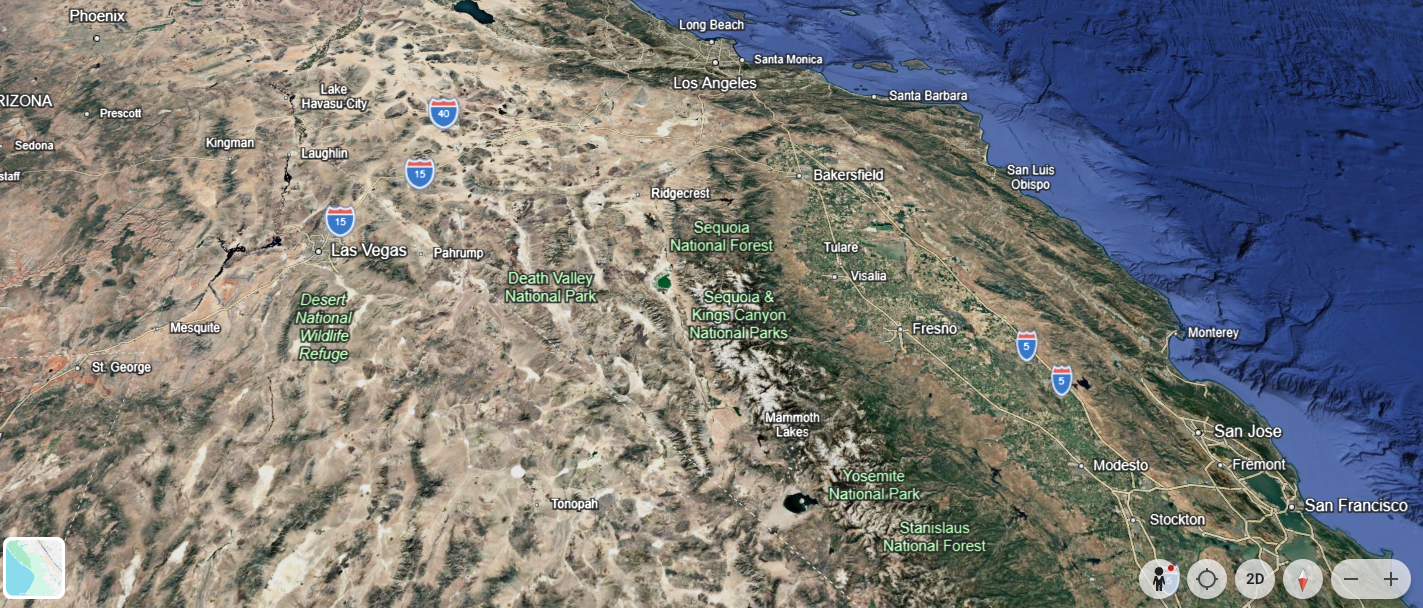 Phoenix
Long Beach
Santa Monica
Los Angeles
Lake
Havasu City
Santa Barbara
RIZONA
40
Prescott
Kingman
Sedona
Laughlin
15
Bakersfield
San Luis
Obispo
staff
Ridgecrest
15
Sequoia
National Forest
Las Vegas
Pahrump
Tulare
Visalia
Death Valley
National Park
Desert
National
Wildlife
Refuge
Sequoia &
Kings Canyon
National Parks
Mesquite
Fresno
Monterey
5
St. George
5
Mammoth
Lakes
San Jose
Modesto
Fremont
Yosemite
National Park
Tonopah
San Francisco
Stockton
Stanislaus
National Forest
2D